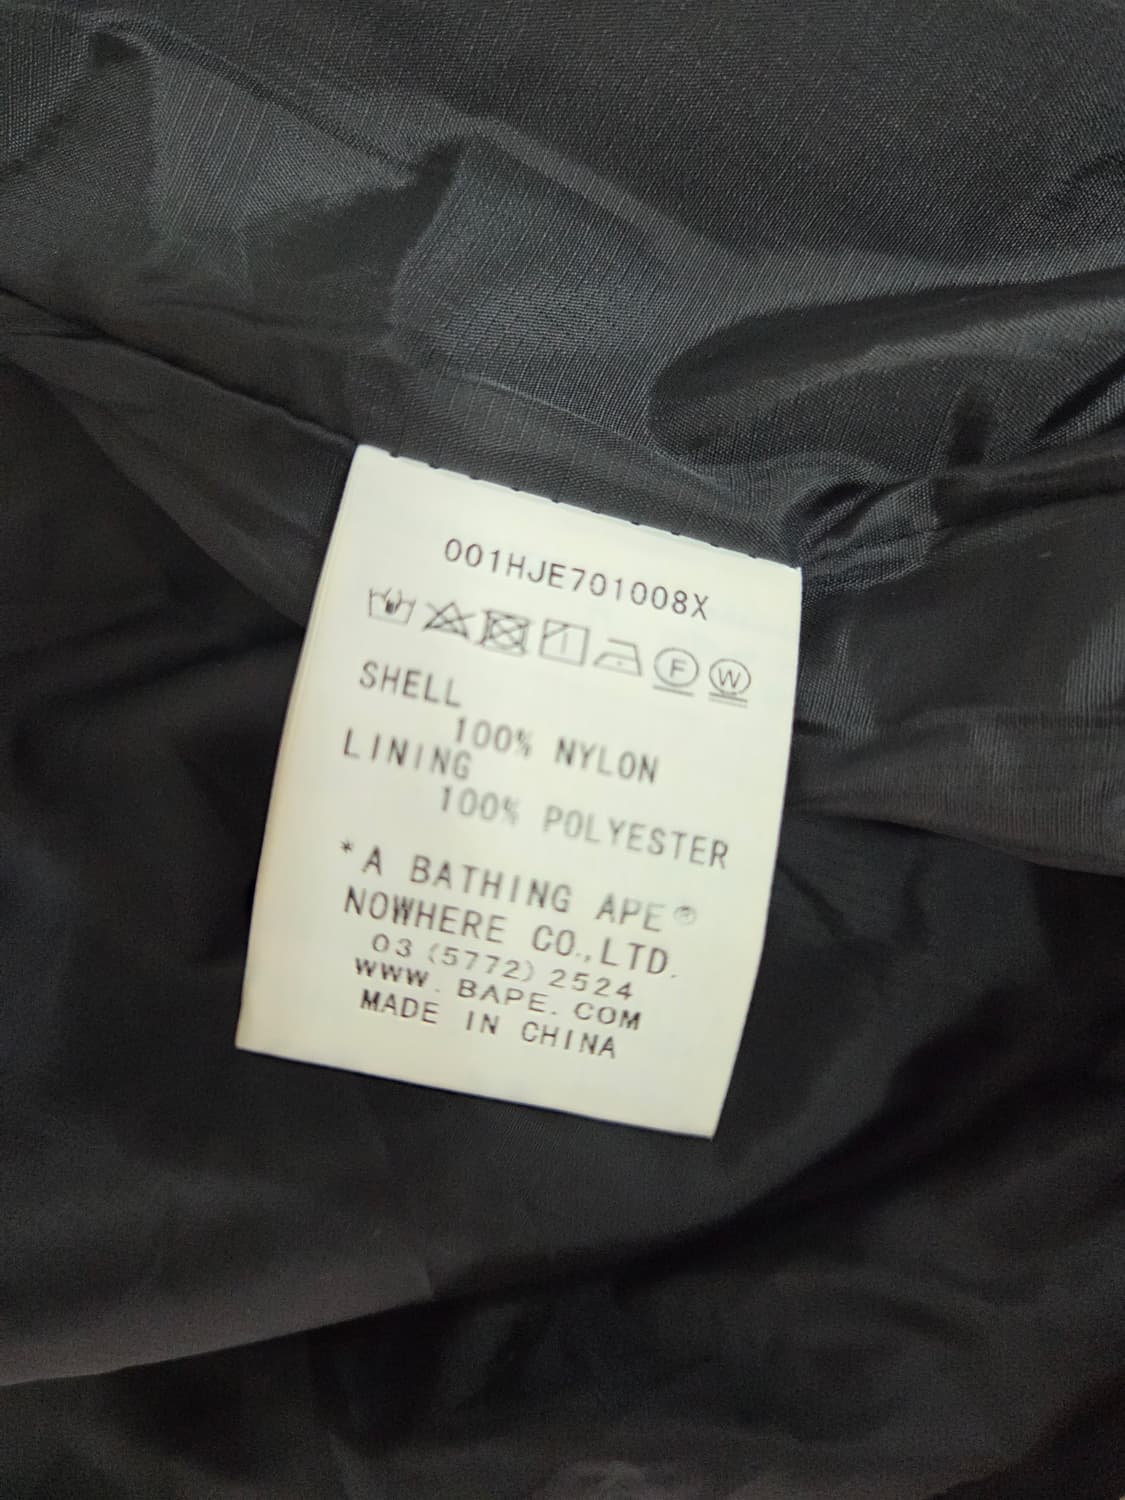 001HJE701008X
F W
SHELL
100% NYLON
LINING
100% POLYESTER
*A BATHING APE®
NOWHERE CO.,LTD.
03 (5772) 2524
WWW. BAPE. COM
MADE IN CHINA